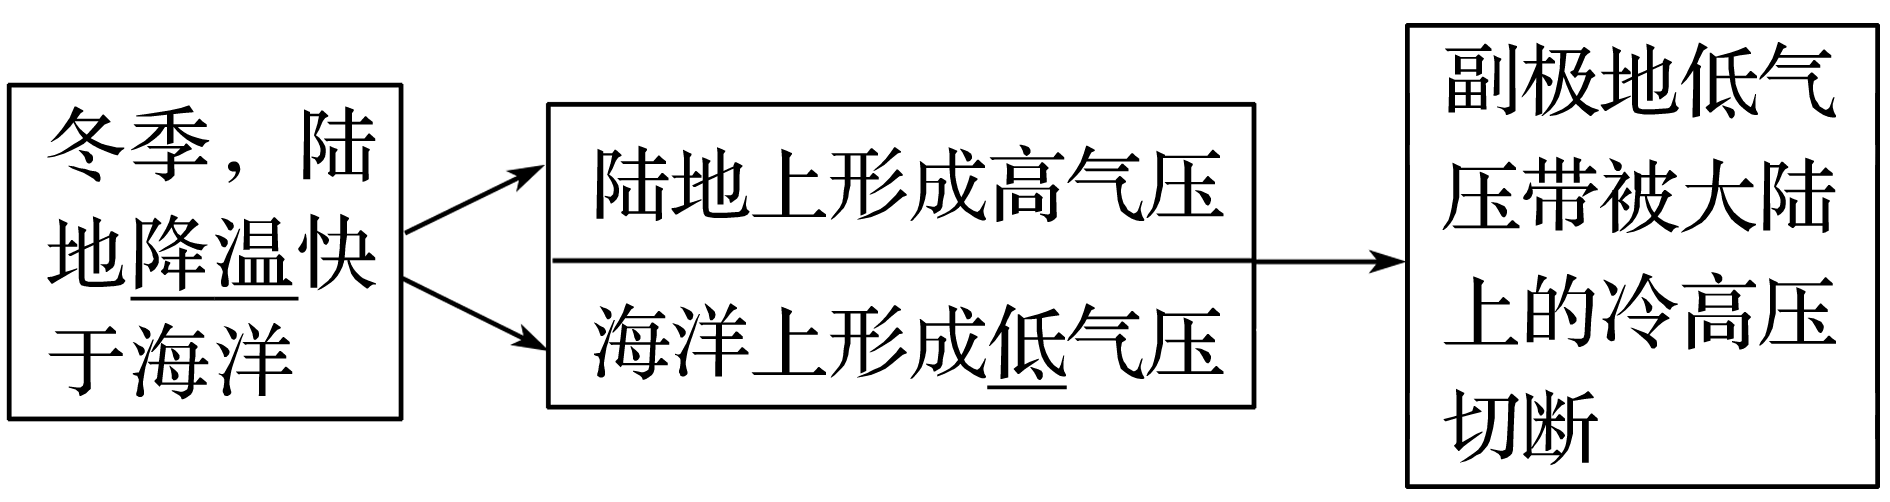 冬季，陆
地降温快
于海洋
陆地上形成高气压
海洋上形成低气压
副极地低气
压带被大陆
上的冷高压
切断